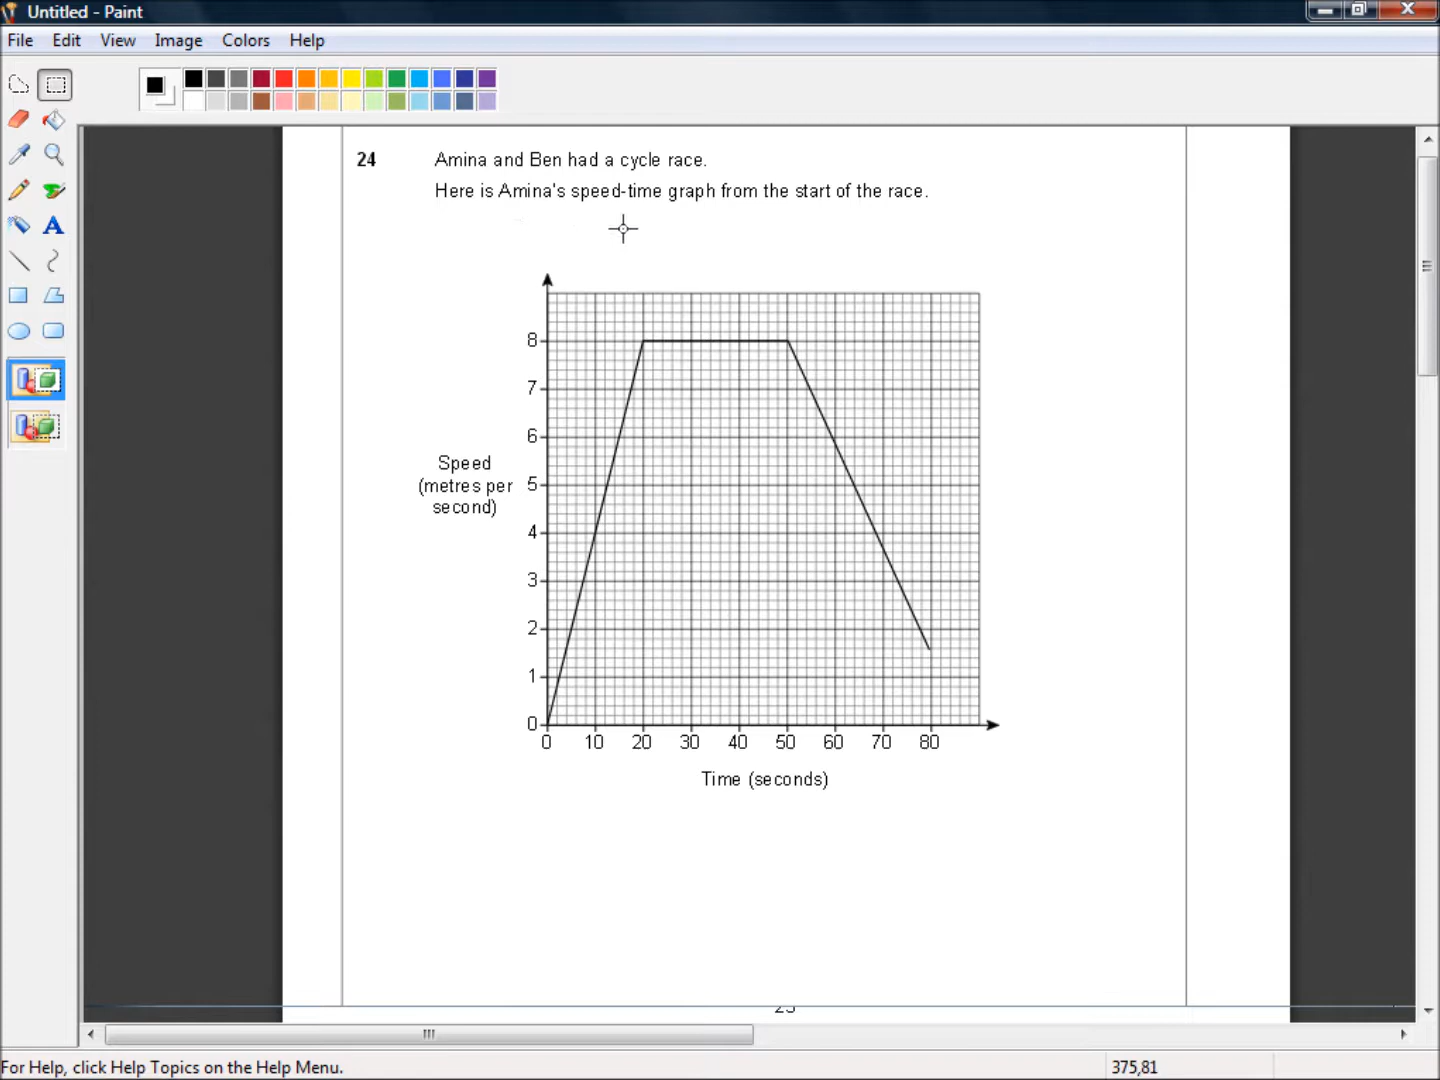 Untitled - Paint
File Edit View Image Colors Help
24 Amina and Ben had a cycle race.
Here is Amina's speed-time graph from the start of the race.
8
7
6
Speed
(metres per
second)
5
4
3
2
1
0
0 10 20 30 40 50 60 70 80
Time (seconds)
For Help, click Help Topics on the Help Menu.
375,81